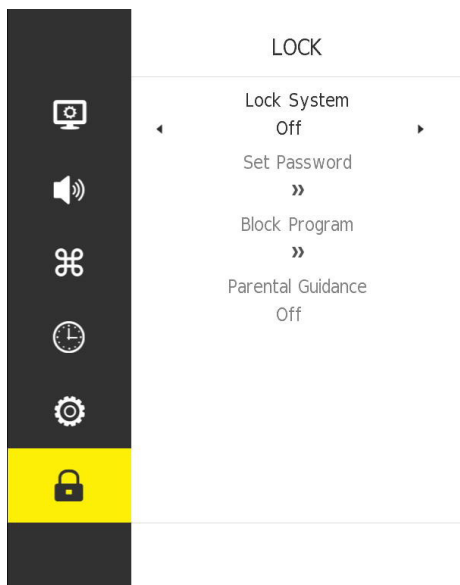 LOCK
Lock System
Off
Set Password
»
Block Program
»
Parental Guidance
Off